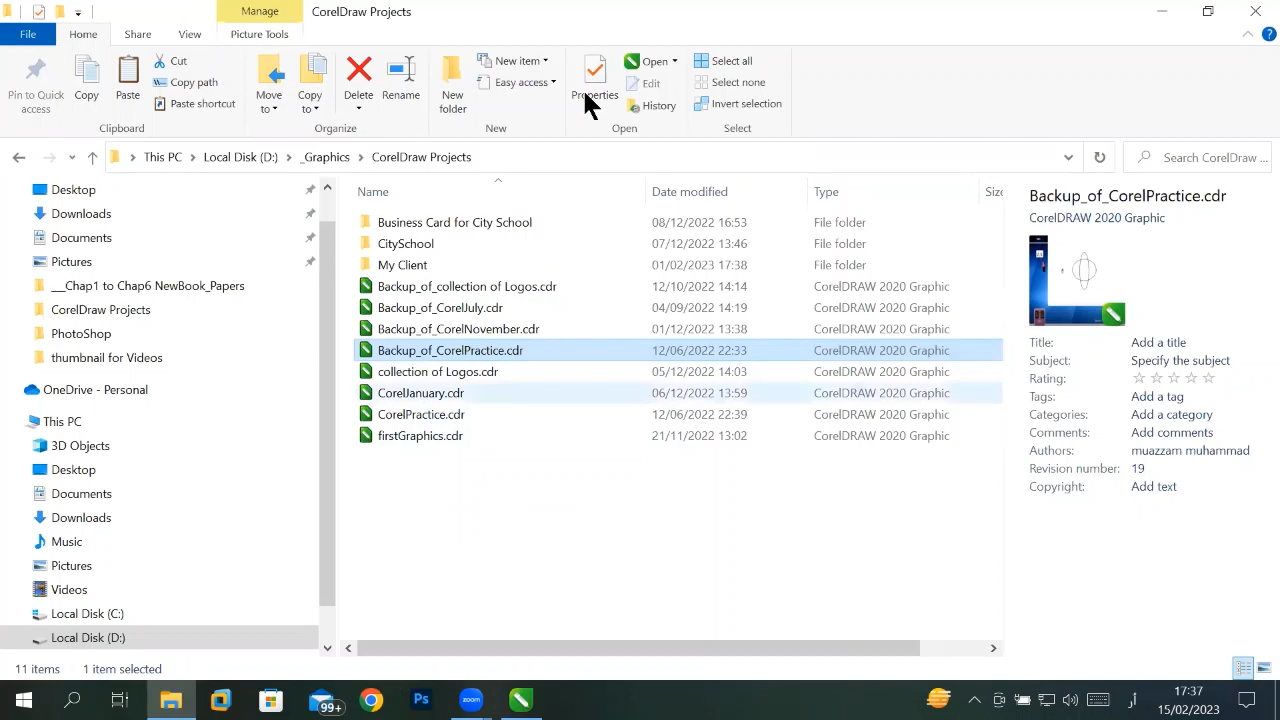 Manage
CorelDraw Projects
File
Home
Share
View
Picture Tools
Pin to Quick access
Copy
Paste
Cut
Copy path
Paste shortcut
Clipboard
Move to
Copy to
Delete
Rename
Organize
New folder
New item
Easy access
New
Properties
Open
Edit
History
Open
Select all
Select none
Invert selection
Select
This PC > Local Disk (D:) > _Graphics > CorelDraw Projects
Search CorelDraw ...
Desktop
Downloads
Documents
Pictures
___Chap1 to Chap6 NewBook_Papers
CorelDraw Projects
PhotoShop
thumbnail for Videos
OneDrive - Personal
This PC
3D Objects
Desktop
Documents
Downloads
Music
Pictures
Videos
Local Disk (C:)
Local Disk (D:)
Name Date modified Type Size
Business Card for City School 08/12/2022 16:53 File folder
CitySchool 07/12/2022 13:46 File folder
My Client 01/02/2023 17:38 File folder
Backup_of_collection of Logos.cdr 12/10/2022 14:14 CorelDRAW 2020 Graphic
Backup_of_CorelJuly.cdr 04/09/2022 14:19 CorelDRAW 2020 Graphic
Backup_of_CorelNovember.cdr 01/12/2022 13:38 CorelDRAW 2020 Graphic
Backup_of_CorelPractice.cdr 12/06/2022 22:33 CorelDRAW 2020 Graphic
collection of Logos.cdr 05/12/2022 14:03 CorelDRAW 2020 Graphic
CorelJanuary.cdr 06/12/2022 13:59 CorelDRAW 2020 Graphic
CorelPractice.cdr 12/06/2022 22:39 CorelDRAW 2020 Graphic
firstGraphics.cdr 21/11/2022 13:02 CorelDRAW 2020 Graphic
Backup_of_CorelPractice.cdr
CorelDRAW 2020 Graphic
Title: Add a title
Subject: Specify the subject
Rating:
Tags: Add a tag
Categories: Add a category
Comments: Add comments
Authors: muazzam muhammad
Revision number: 19
Copyright: Add text
11 items 1 item selected
99+
Ps
zoom
17:37
15/02/2023